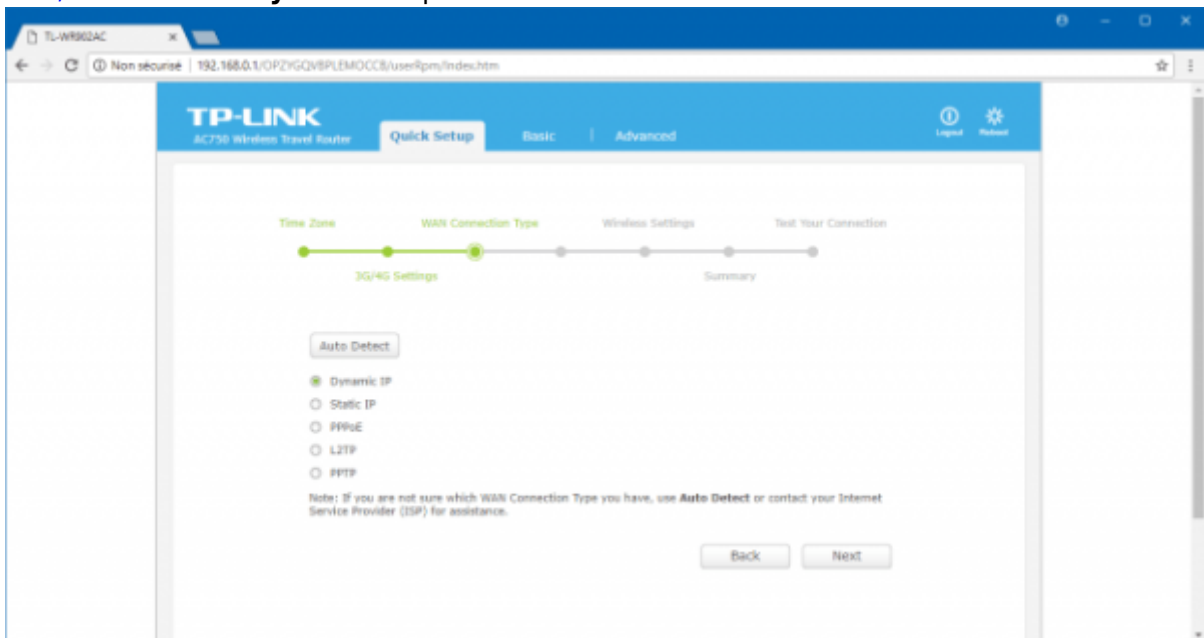 TL-WR902AC
Non sécurisé | 192.168.0.1/OPZYGQVBPLEMOCCB/userRpm/Index.htm
TP-LINK
AC750 Wireless Travel Router
Quick Setup
Basic | Advanced
Logout
Reboot
Time Zone
WAN Connection Type
Wireless Settings
Test Your Connection
3G/4G Settings
Summary
Auto Detect
Dynamic IP
Static IP
PPPoE
L2TP
PPTP
Note: If you are not sure which WAN Connection Type you have, use Auto Detect or contact your Internet
Service Provider (ISP) for assistance.
Back
Next